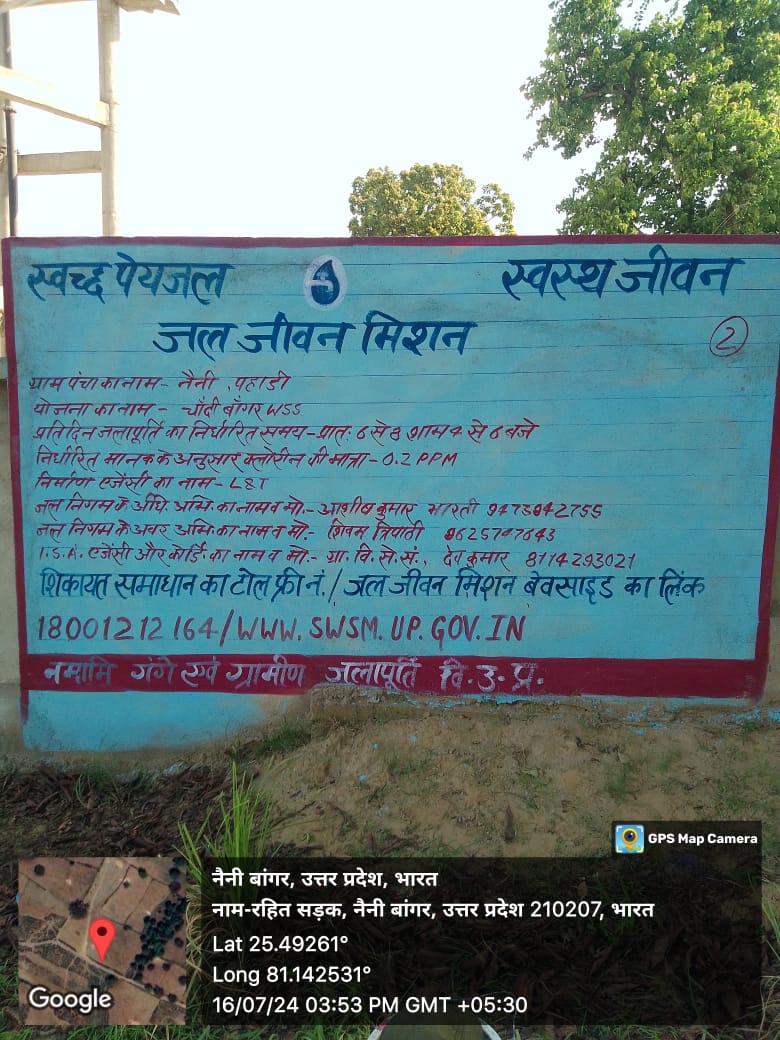 स्वच्छ पेयजल स्वस्थ जीवन
जल जीवन मिशन
2
ग्राम पंचा का नाम - नैनी, पहाडी
योजना का नाम - चाँदी बाँगर WSS
प्रतिदिन जलापूर्ति का निर्धारित समय - प्रात: 6 से 8 शाम 4 से 6 बजे
निर्धारित मानक के अनुसार क्लोरीन की मात्रा - 0.2 PPM
निर्माण एजेंसी का नाम - L&T
जल निगम के अधि. अभि. का नाम व मो. - आशीष कुमार भारती 9473942755
जल निगम के अवर अभि. का नाम व मो. - शिवम त्रिपाठी
I.S.A. एजेंसी और कोर्डि. का नाम व मो. - ग्रा. वि. से. सं., देव कुमार 8114293021
शिकायत समाधान का टोल फ्री नं. / जल जीवन मिशन बेवसाइड का लिंक
18001212164/WWW.SWSM.UP.GOV.IN
नमामि गंगे एवं ग्रामीण जलापूर्ति वि. उ. प्र.
GPS Map Camera
नैनी बांगर, उत्तर प्रदेश, भारत
नाम-रहित सड़क, नैनी बांगर, उत्तर प्रदेश 210207, भारत
Lat 25.49261°
Long 81.142531°
16/07/24 03:53 PM GMT +05:30
Google